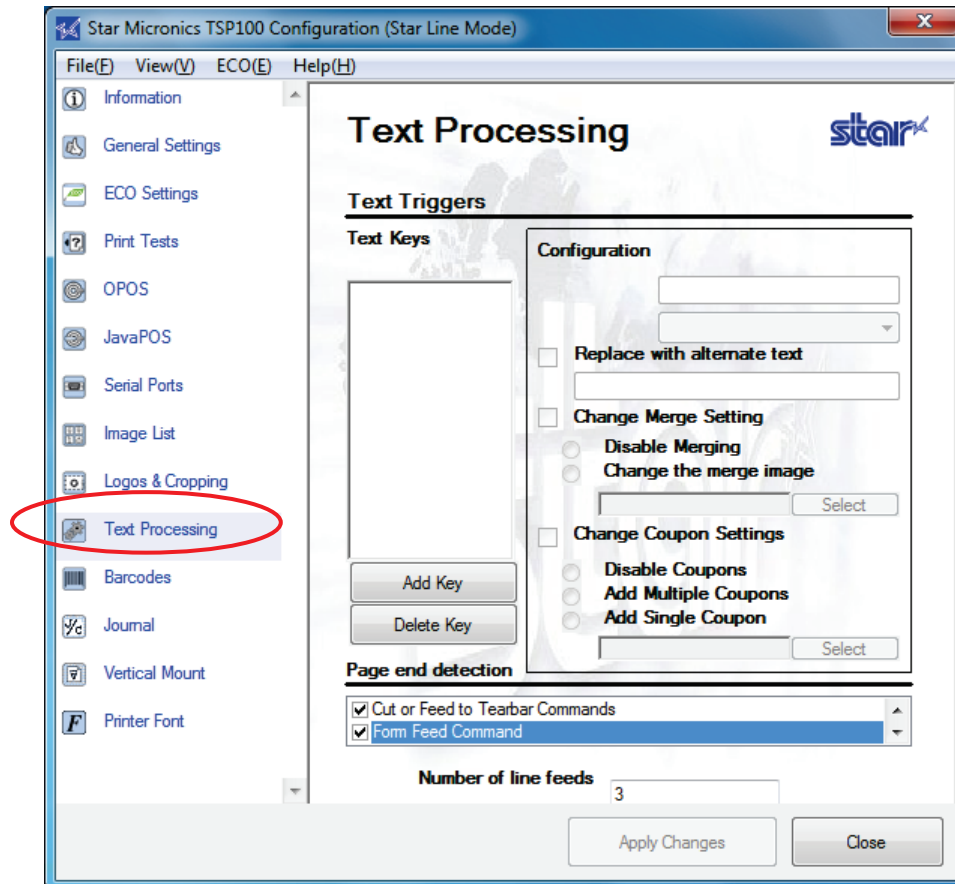 Star Micronics TSP100 Configuration (Star Line Mode)
File(F) View(V) ECO(E) Help(H)
Information
General Settings
ECO Settings
Print Tests
OPOS
JavaPOS
Serial Ports
Image List
Logos & Cropping
Text Processing
Barcodes
Journal
Vertical Mount
Printer Font
Text Processing
star
Text Triggers
Text Keys
Configuration
Replace with alternate text
Change Merge Setting
Disable Merging
Change the merge image
Select
Change Coupon Settings
Disable Coupons
Add Multiple Coupons
Add Single Coupon
Select
Add Key
Delete Key
Page end detection
Cut or Feed to Tearbar Commands
Form Feed Command
Number of line feeds
3
Apply Changes
Close